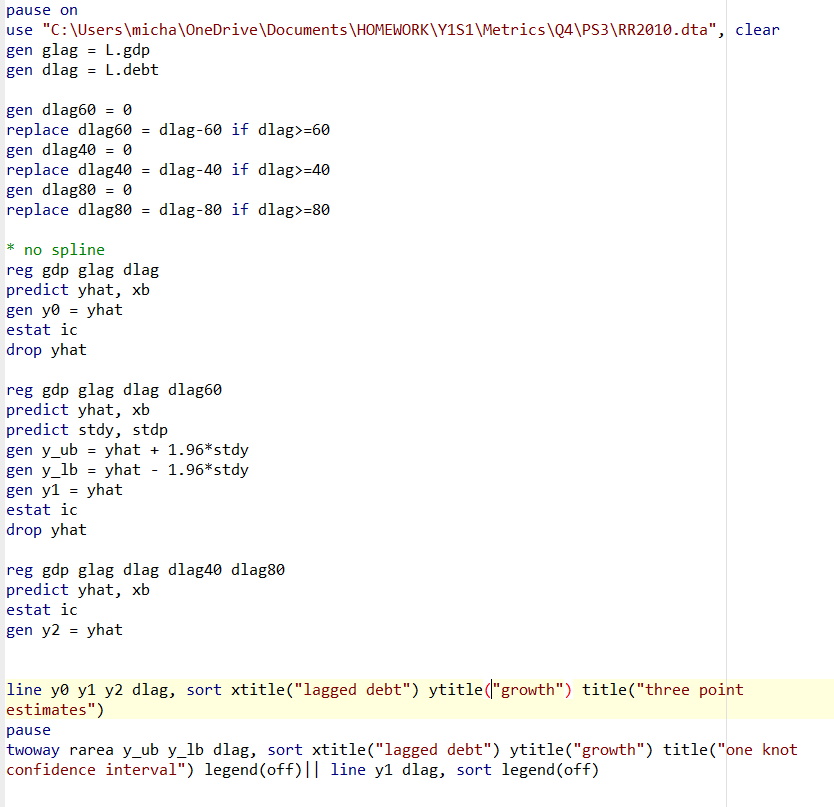 pause on
use "C:\Users\micha\OneDrive\Documents\HOMEWORK\Y1S1\Metrics\Q4\PS3\RR2010.dta", clear
gen glag = L.gdp
gen dlag = L.debt
gen dlag60 = 0
replace dlag60 = dlag-60 if dlag>=60
gen dlag40 = 0
replace dlag40 = dlag-40 if dlag>=40
gen dlag80 = 0
replace dlag80 = dlag-80 if dlag>=80
* no spline
reg gdp glag dlag
predict yhat, xb
gen y0 = yhat
estat ic
drop yhat
reg gdp glag dlag dlag60
predict yhat, xb
predict stdy, stdp
gen y_ub = yhat + 1.96*stdy
gen y_lb = yhat - 1.96*stdy
gen y1 = yhat
estat ic
drop yhat
reg gdp glag dlag dlag40 dlag80
predict yhat, xb
estat ic
gen y2 = yhat
line y0 y1 y2 dlag, sort xtitle("lagged debt") ytitle("growth") title("three point
estimates")
pause
twoway rarea y_ub y_lb dlag, sort xtitle("lagged debt") ytitle("growth") title("one knot
confidence interval") legend(off)|| line y1 dlag, sort legend(off)